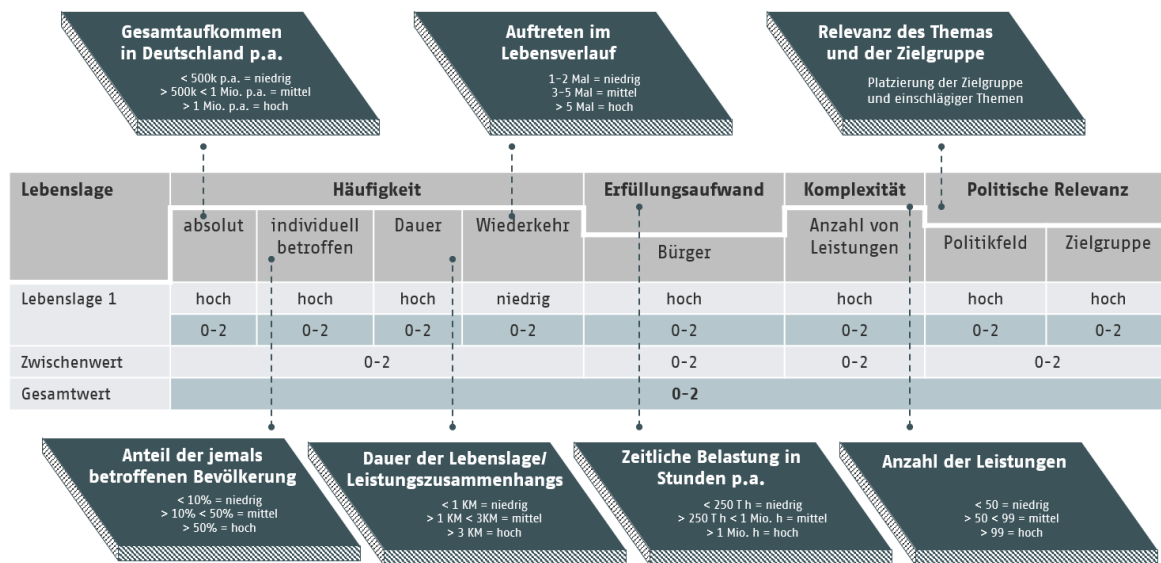 Gesamtaufkommen
in Deutschland p.a.
< 500k p.a. = niedrig
> 500k < 1 Mio. p.a. = mittel
> 1 Mio. p.a. = hoch
Auftreten im
Lebensverlauf
1-2 Mal = niedrig
3-5 Mal = mittel
> 5 Mal = hoch
Relevanz des Themas
und der Zielgruppe
Platzierung der Zielgruppe
und einschlägiger Themen
Lebenslage Häufigkeit Erfüllungsaufwand Komplexität Politische Relevanz
absolut individuell betroffen Dauer Wiederkehr Bürger Anzahl von Leistungen Politikfeld Zielgruppe
Lebenslage 1 hoch hoch hoch niedrig hoch hoch hoch hoch
0-2 0-2 0-2 0-2 0-2 0-2 0-2 0-2
Zwischenwert 0-2 0-2 0-2 0-2
Gesamtwert 0-2
Anteil der jemals
betroffenen Bevölkerung
< 10% = niedrig
> 10% < 50% = mittel
> 50% = hoch
Dauer der Lebenslage/
Leistungszusammenhangs
< 1 KM = niedrig
> 1 KM < 3KM = mittel
> 3 KM = hoch
Zeitliche Belastung in
Stunden p.a.
< 250 T h = niedrig
> 250 T h < 1 Mio. h = mittel
> 1 Mio. h = hoch
Anzahl der Leistungen
< 50 = niedrig
> 50 < 99 = mittel
> 99 = hoch